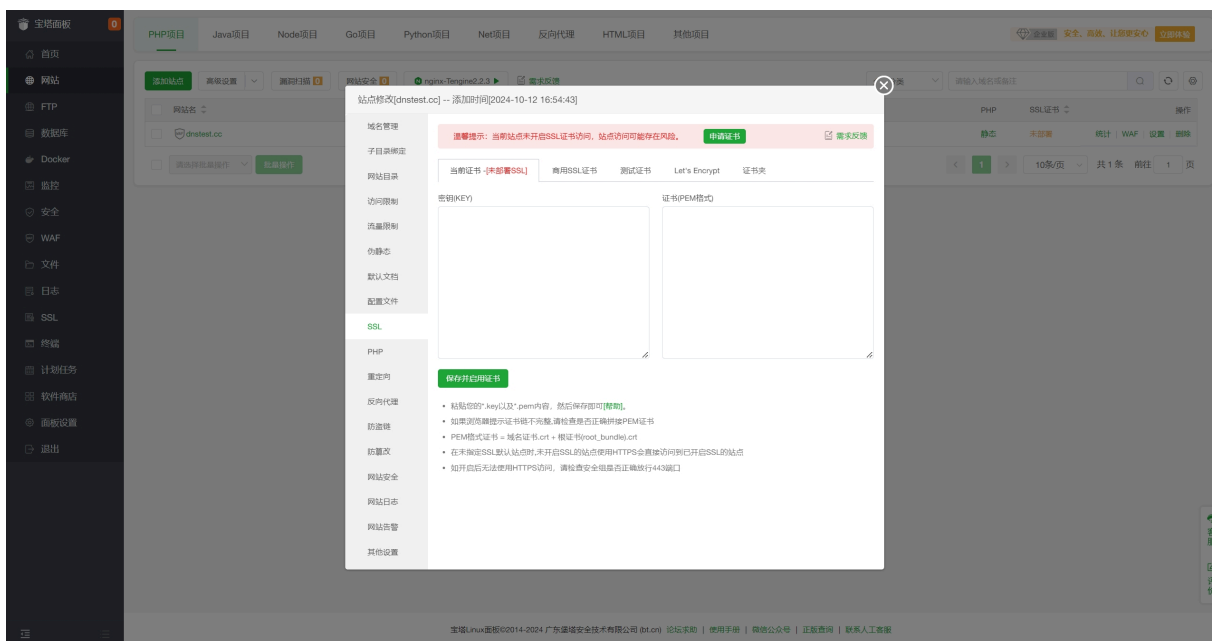 宝塔面板 0
首页
网站
FTP
数据库
Docker
监控
安全
WAF
文件
日志
SSL
终端
计划任务
软件商店
面板设置
退出
PHP项目 Java项目 Node项目 Go项目 Python项目 Net项目 反向代理 HTML项目 其他项目
企业版 安全、高效、让您更安心 立即体验
添加站点 高级设置 漏洞扫描 0 网站安全 0 nginx-Tengine2.2.3 需求反馈 类 请输入域名或备注
网站名 PHP SSL证书 操作
dnstest.cc 静态 未部署 统计 WAF 设置 删除
请选择批量操作 批量操作 1 10条/页 共1条 前往 1 页
站点修改[dnstest.cc] -- 添加时间[2024-10-12 16:54:43]
域名管理
子目录绑定
网站目录
访问限制
流量限制
伪静态
默认文档
配置文件
SSL
PHP
重定向
反向代理
防盗链
防篡改
网站安全
网站日志
网站告警
其他设置
温馨提示：当前站点未开启SSL证书访问，站点访问可能存在风险。 申请证书 需求反馈
当前证书 -[未部署SSL] 商用SSL证书 测试证书 Let's Encrypt 证书夹
密钥(KEY) 证书(PEM格式)
保存并启用证书
粘贴您的*.key以及*.pem内容，然后保存即可[帮助]。
如果浏览器提示证书链不完整,请检查是否正确拼接PEM证书
PEM格式证书 = 域名证书.crt + 根证书(root_bundle).crt
在未指定SSL默认站点时,未开启SSL的站点使用HTTPS会直接访问到已开启SSL的站点
如开启后无法使用HTTPS访问，请检查安全组是否正确放行443端口
宝塔Linux面板©2014-2024 广东堡塔安全技术有限公司 (bt.cn) 论坛求助 | 使用手册 | 微信公众号 | 正版查询 | 联系人工客服